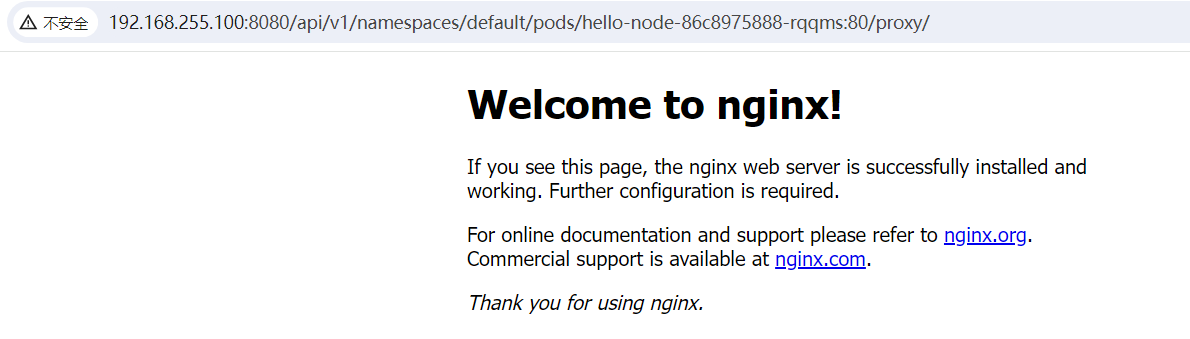 不安全 192.168.255.100:8080/api/v1/namespaces/default/pods/hello-node-86c8975888-rqqms:80/proxy/
Welcome to nginx!
If you see this page, the nginx web server is successfully installed and
working. Further configuration is required.
For online documentation and support please refer to nginx.org.
Commercial support is available at nginx.com.
Thank you for using nginx.